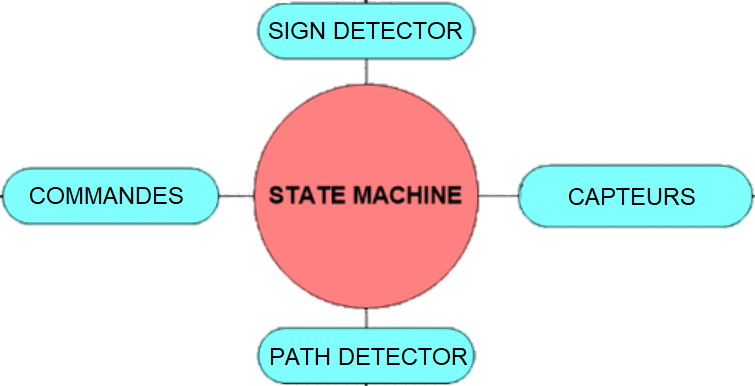 SIGN DETECTOR
COMMANDES
STATE MACHINE
CAPTEURS
PATH DETECTOR